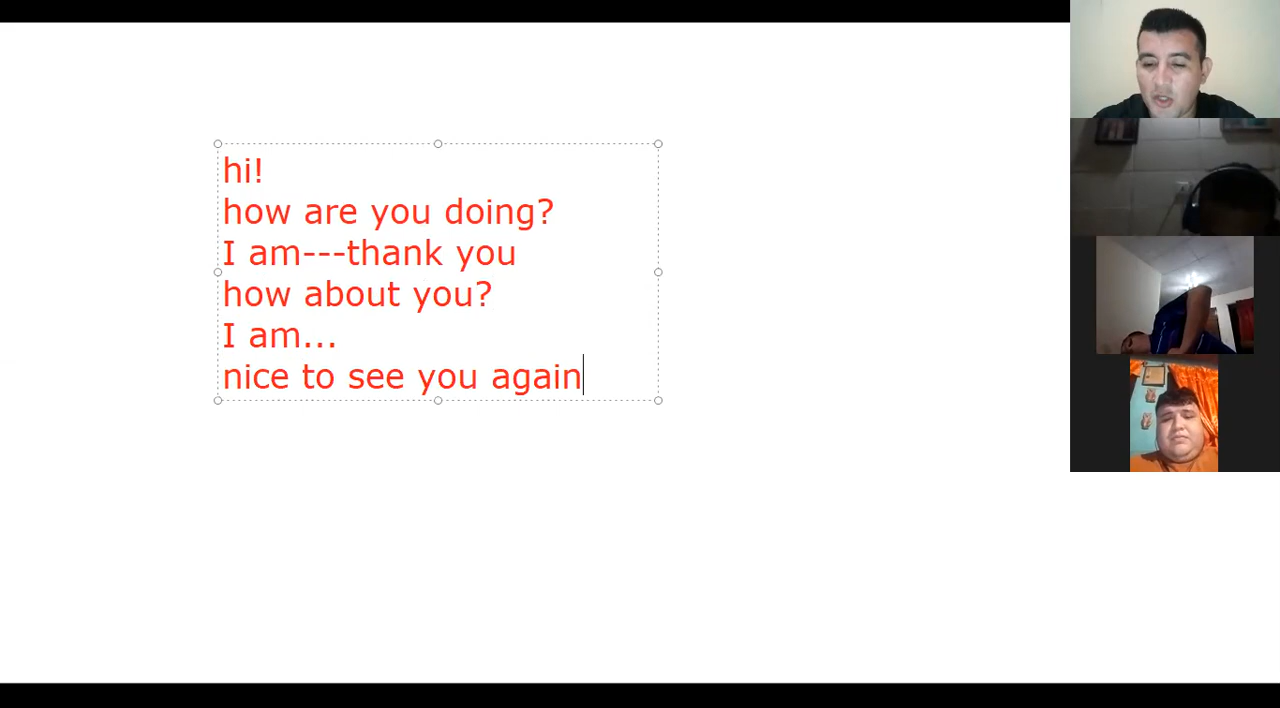 hi!
how are you doing?
I am---thank you
how about you?
I am...
nice to see you again